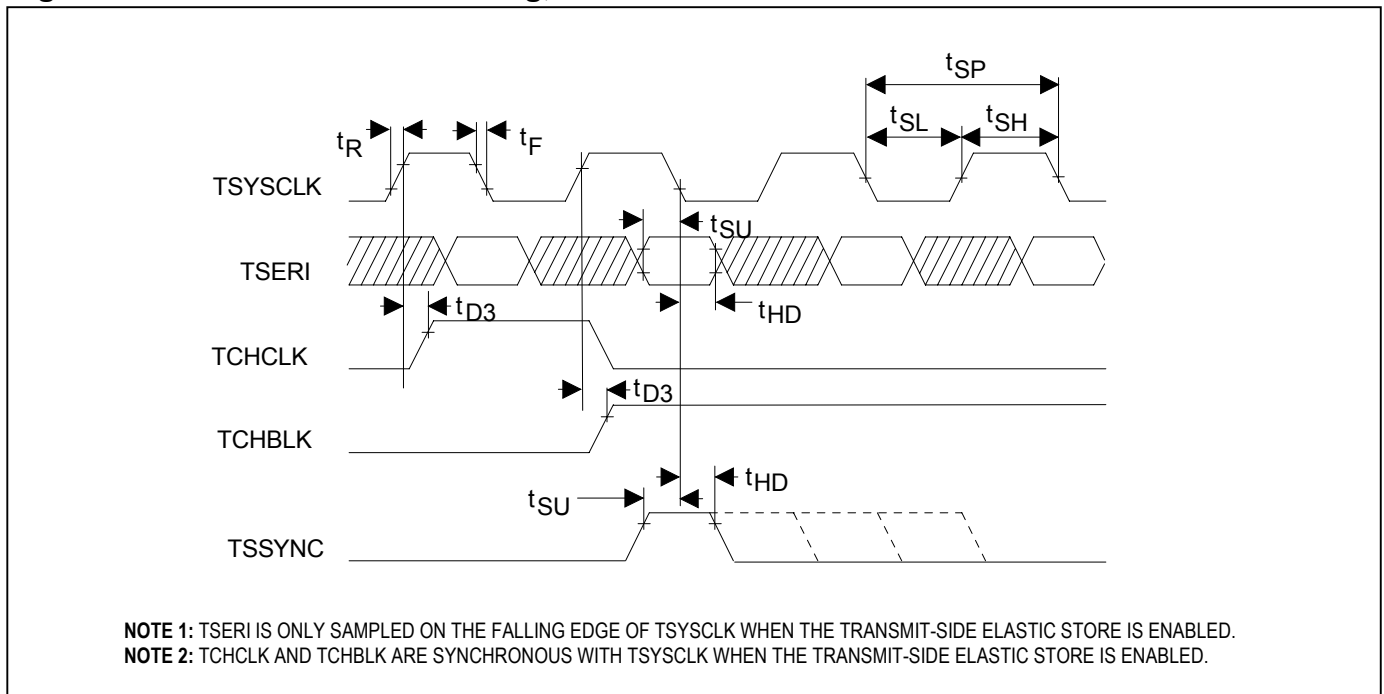 tSP
tSL tSH
tR tF
TSYSCLK
tSU
TSERI
tD3 tHD
TCHCLK
tD3
TCHBLK
tSU tHD
TSSYNC
NOTE 1: TSERI IS ONLY SAMPLED ON THE FALLING EDGE OF TSYSCLK WHEN THE TRANSMIT-SIDE ELASTIC STORE IS ENABLED.
NOTE 2: TCHCLK AND TCHBLK ARE SYNCHRONOUS WITH TSYSCLK WHEN THE TRANSMIT-SIDE ELASTIC STORE IS ENABLED.